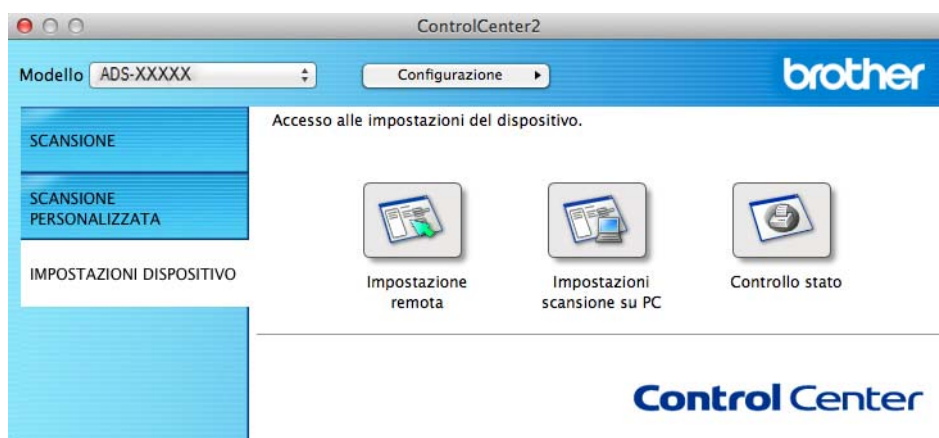 ControlCenter2
Modello ADS-XXXXX Configurazione
brother
SCANSIONE
SCANSIONE
PERSONALIZZATA
IMPOSTAZIONI DISPOSITIVO
Accesso alle impostazioni del dispositivo.
Impostazione
remota
Impostazioni
scansione su PC
Controllo stato
Control Center